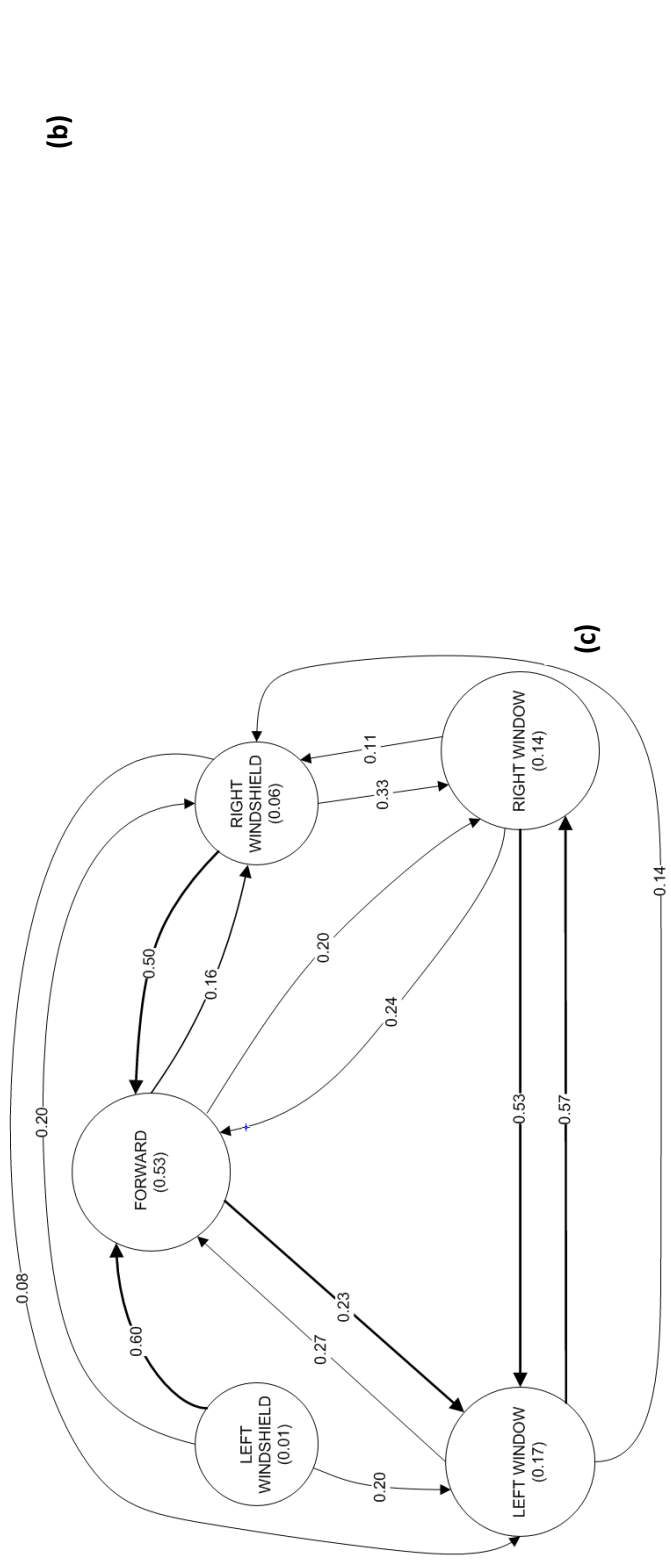 (b)
0.08
0.20
0.60
LEFT
WINDSHIELD
(0.01)
FORWARD
(0.53)
0.50
0.16
RIGHT
WINDSHIELD
(0.06)
0.20
0.27
0.23
0.20
0.24
0.33
0.11
LEFT WINDOW
(0.17)
0.53
0.57
RIGHT WINDOW
(0.14)
0.14
(c)